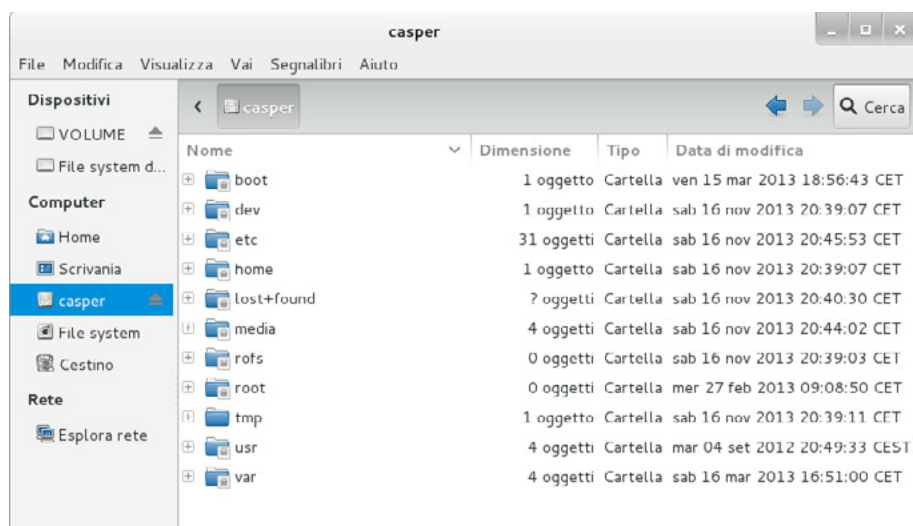 casper
File Modifica Visualizza Vai Segnalibri Aiuto
Dispositivi
VOLUME
File system d...
Computer
Home
Scrivania
casper
File system
Cestino
Rete
Esplora rete
casper
Cerca
Nome Dimensione Tipo Data di modifica
boot 1 oggetto Cartella ven 15 mar 2013 18:56:43 CET
dev 1 oggetto Cartella sab 16 nov 2013 20:39:07 CET
etc 31 oggetti Cartella sab 16 nov 2013 20:45:53 CET
home 1 oggetto Cartella sab 16 nov 2013 20:39:07 CET
lost+found ? oggetti Cartella sab 16 nov 2013 20:40:30 CET
media 4 oggetti Cartella sab 16 nov 2013 20:44:02 CET
rofs 0 oggetti Cartella sab 16 nov 2013 20:39:03 CET
root 0 oggetti Cartella mer 27 feb 2013 09:08:50 CET
tmp 1 oggetto Cartella sab 16 nov 2013 20:39:11 CET
usr 4 oggetti Cartella mar 04 set 2012 20:49:33 CEST
var 4 oggetti Cartella sab 16 mar 2013 16:51:00 CET